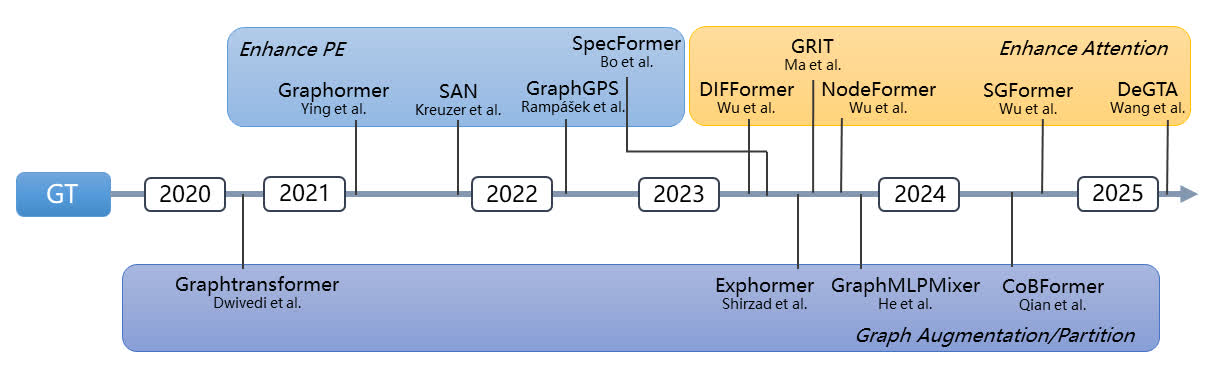 Enhance PE
SpecFormer
Bo et al.
Graphormer
Ying et al.
SAN
Kreuzer et al.
GraphGPS
Rampášek et al.
GRIT
Ma et al.
Enhance Attention
DIFFormer
Wu et al.
NodeFormer
Wu et al.
SGFormer
Wu et al.
DeGTA
Wang et al.
GT
2020
2021
2022
2023
2024
2025
Graphtransformer
Dwivedi et al.
Exphormer
Shirzad et al.
GraphMLPMixer
He et al.
CoBFormer
Qian et al.
Graph Augmentation/Partition